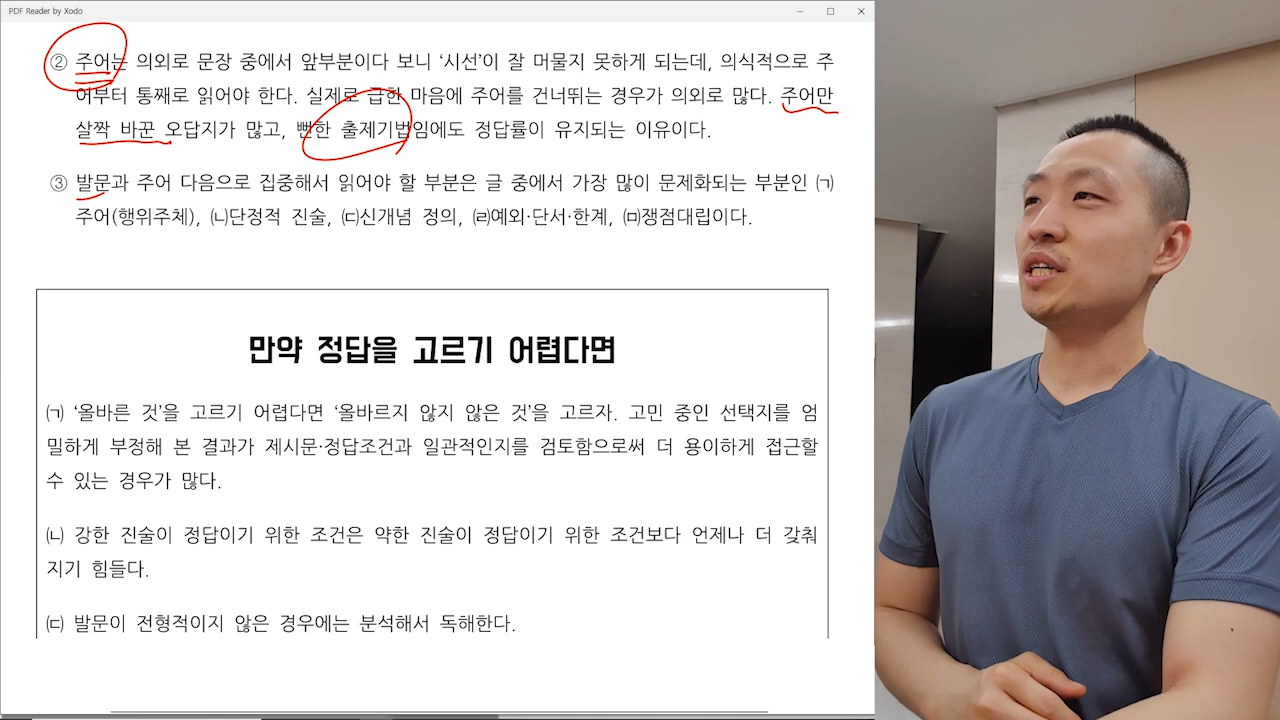 PDF Reader by Xodo
② 주어는 의외로 문장 중에서 앞부분이다 보니 ‘시선’이 잘 머물지 못하게 되는데, 의식적으로 주
어부터 통째로 읽어야 한다. 실제로 급한 마음에 주어를 건너뛰는 경우가 의외로 많다. 주어만
살짝 바꾼 오답지가 많고, 뻔한 출제기법임에도 정답률이 유지되는 이유이다.
③ 발문과 주어 다음으로 집중해서 읽어야 할 부분은 글 중에서 가장 많이 문제화되는 부분인 ㈀
주어(행위주체), ㈁단정적 진술, ㈂신개념 정의, ㈃예외·단서·한계, ㈄쟁점대립이다.
만약 정답을 고르기 어렵다면
㈀ ‘올바른 것’을 고르기 어렵다면 ‘올바르지 않지 않은 것’을 고르자. 고민 중인 선택지를 엄
밀하게 부정해 본 결과가 제시문·정답조건과 일관적인지를 검토함으로써 더 용이하게 접근할
수 있는 경우가 많다.
㈁ 강한 진술이 정답이기 위한 조건은 약한 진술이 정답이기 위한 조건보다 언제나 더 갖춰
지기 힘들다.
㈂ 발문이 전형적이지 않은 경우에는 분석해서 독해한다.